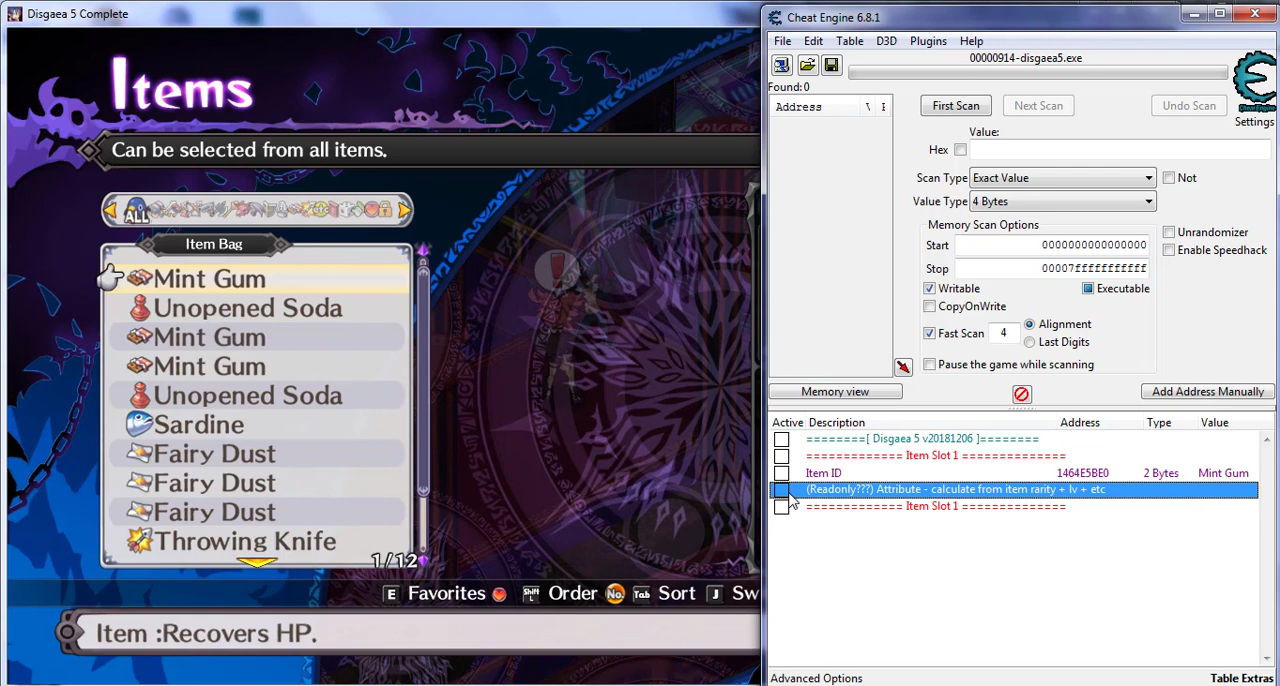 Disgaea 5 Complete
Items
Can be selected from all items.
ALL
Item Bag
Mint Gum
Unopened Soda
Mint Gum
Mint Gum
Unopened Soda
Sardine
Fairy Dust
Fairy Dust
Fairy Dust
Throwing Knife
1/12
E Favorites Shift L Order No. Tab Sort J Sw
Item :Recovers HP.
Cheat Engine 6.8.1
File Edit Table D3D Plugins Help
00000914-disgaea5.exe
Found:0
Address
First Scan Next Scan Undo Scan
Cheat Engine
Settings
Value:
Hex
Scan Type Exact Value Not
Value Type 4 Bytes
Memory Scan Options
Start 0000000000000000
Stop 00007fffffffffff
Unrandomizer
Enable Speedhack
Writable Executable
CopyOnWrite
Fast Scan 4 Alignment
Last Digits
Pause the game while scanning
Memory view Add Address Manually
Active Description Address Type Value
========[ Disgaea 5 v20181206 ]========
============= Item Slot 1 ==============
Item ID 1464E5BE0 2 Bytes Mint Gum
(Readonly???) Attribute - calculate from item rarity + lv + etc
============= Item Slot 1 ==============
Advanced Options Table Extras